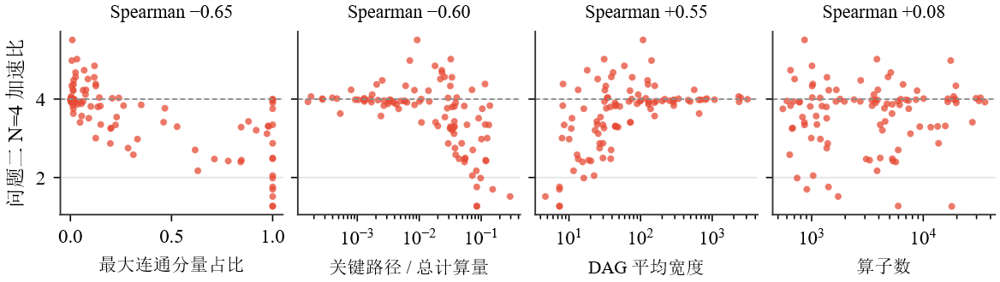 Spearman −0.65
Spearman −0.60
Spearman +0.55
Spearman +0.08
问题二 N=4 加速比
4
2
0.0 0.5 1.0
10⁻³ 10⁻² 10⁻¹
10¹ 10² 10³
10³ 10⁴
最大连通分量占比
关键路径 / 总计算量
DAG 平均宽度
算子数